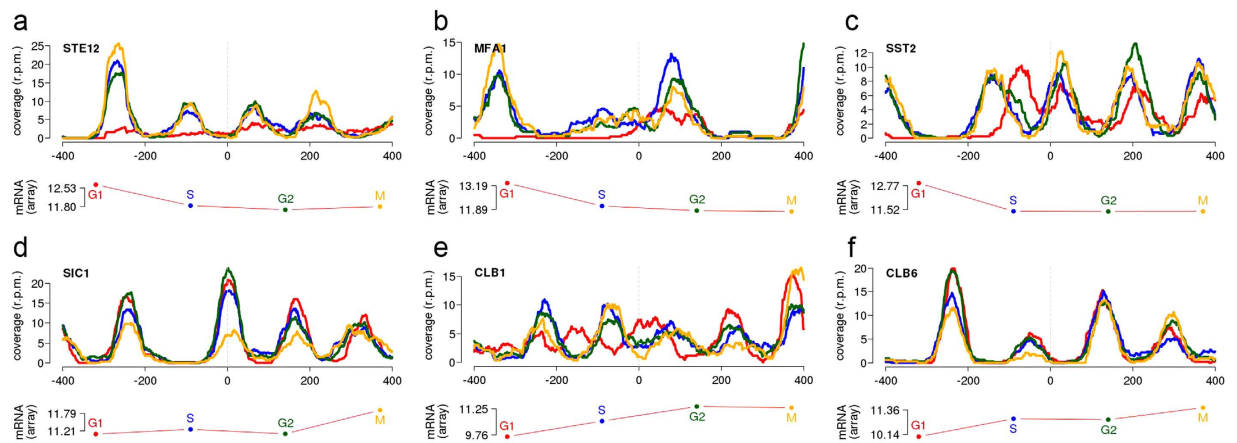 a
STE12
coverage (r.p.m.)
25
20
15
10
5
0
-400 -200 0 200 400
mRNA
(array)
12.53
11.80
G1 S G2 M
b
MFA1
coverage (r.p.m.)
15
10
5
0
-400 -200 0 200 400
mRNA
(array)
13.19
11.89
G1 S G2 M
c
SST2
coverage (r.p.m.)
12
10
8
6
4
2
0
-400 -200 0 200 400
mRNA
(array)
12.77
11.52
G1 S G2 M
d
SIC1
coverage (r.p.m.)
20
15
10
5
0
-400 -200 0 200 400
mRNA
(array)
11.79
11.21
G1 S G2 M
e
CLB1
coverage (r.p.m.)
15
10
5
0
-400 -200 0 200 400
mRNA
(array)
11.25
9.76
G1 S G2 M
f
CLB6
coverage (r.p.m.)
20
15
10
5
0
-400 -200 0 200 400
mRNA
(array)
11.36
10.14
G1 S G2 M